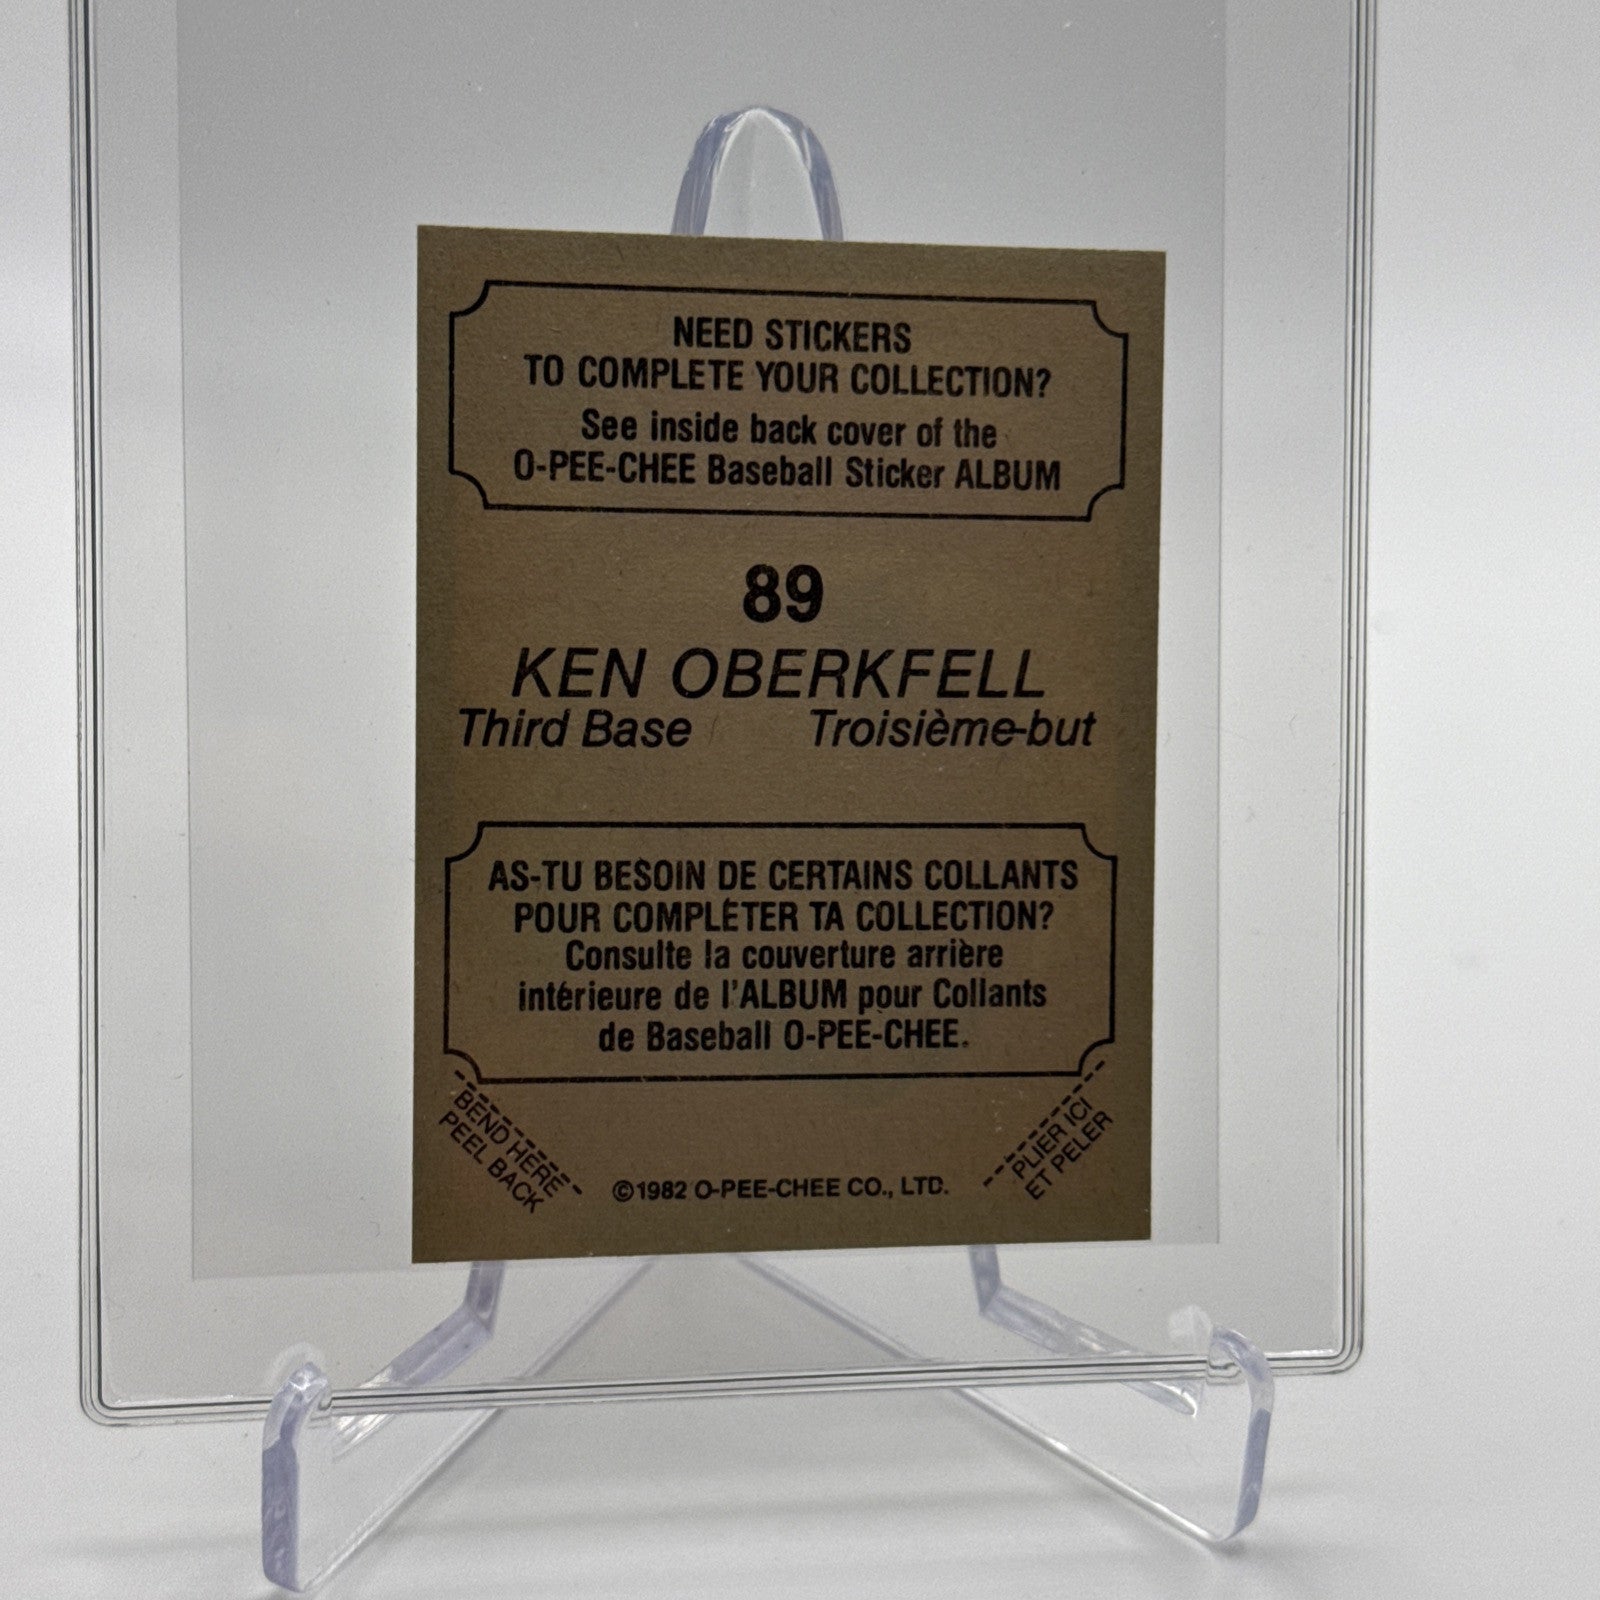 NEED STICKERS
TO COMPLETE YOUR COLLECTION?
See inside back cover of the
O-PEE-CHEE Baseball Sticker ALBUM
89
KEN OBERKFELL
Third Base Troisième-but
AS-TU BESOIN DE CERTAINS COLLANTS
POUR COMPLÉTER TA COLLECTION?
Consulte la couverture arrière
intérieure de l'ALBUM pour Collants
de Baseball O-PEE-CHEE.
BEND HERE
PEEL BACK
©1982 O-PEE-CHEE CO., LTD.
PLIER ICI
ET PELER